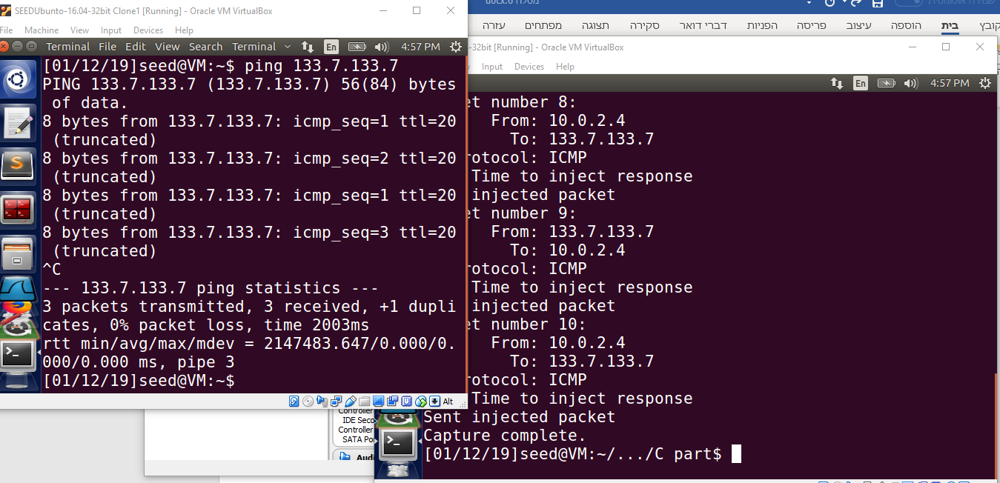 SEEDUbunto-16.04-32bit Clone1 [Running] - Oracle VM VirtualBox
File Machine View Input Devices Help
Terminal File Edit View Search Terminal En 4:57 PM
[01/12/19]seed@VM:~$ ping 133.7.133.7
PING 133.7.133.7 (133.7.133.7) 56(84) bytes
of data.
8 bytes from 133.7.133.7: icmp_seq=1 ttl=20
(truncated)
8 bytes from 133.7.133.7: icmp_seq=2 ttl=20
(truncated)
8 bytes from 133.7.133.7: icmp_seq=1 ttl=20
(truncated)
8 bytes from 133.7.133.7: icmp_seq=3 ttl=20
(truncated)
^C
--- 133.7.133.7 ping statistics ---
3 packets transmitted, 3 received, +1 dupli
cates, 0% packet loss, time 2003ms
rtt min/avg/max/mdev = 2147483.647/0.000/0.
000/0.000 ms, pipe 3
[01/12/19]seed@VM:~$
Alt
קובץ בית הוספה עיצוב פריסה הפניות דברי דואר סקירה תצוגה מפתחים עזרה
-32bit [Running] - Oracle VM VirtualBox
Input Devices Help
En 4:57 PM
et number 8:
From: 10.0.2.4
To: 133.7.133.7
rotocol: ICMP
Time to inject response
injected packet
et number 9:
From: 133.7.133.7
To: 10.0.2.4
rotocol: ICMP
Time to inject response
injected packet
et number 10:
From: 10.0.2.4
To: 133.7.133.7
rotocol: ICMP
Time to inject response
Sent injected packet
Capture complete.
[01/12/19]seed@VM:~/.../C part$
Controller
IDE Seco
Controller
SATA Po
Audi